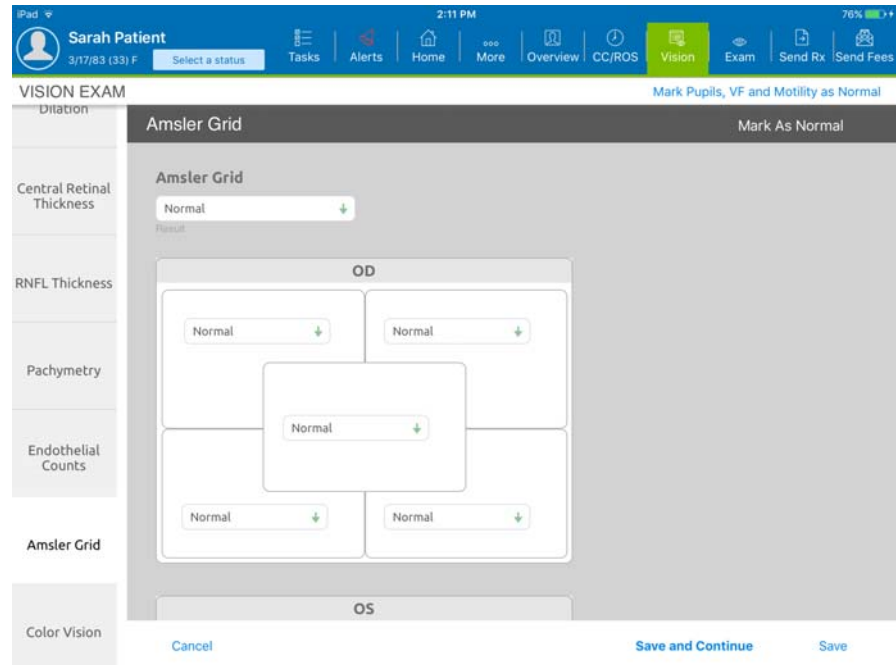 iPad
2:11 PM
76%
Sarah Patient
3/17/83 (33) F
Select a status
Tasks
Alerts
Home
More
Overview
CC/ROS
Vision
Exam
Send Rx
Send Fees
VISION EXAM
Mark Pupils, VF and Motility as Normal
Dilation
Central Retinal
Thickness
RNFL Thickness
Pachymetry
Endothelial
Counts
Amsler Grid
Color Vision
Amsler Grid
Mark As Normal
Amsler Grid
Normal
Result
OD
Normal
Normal
Normal
Normal
Normal
OS
Cancel
Save and Continue
Save